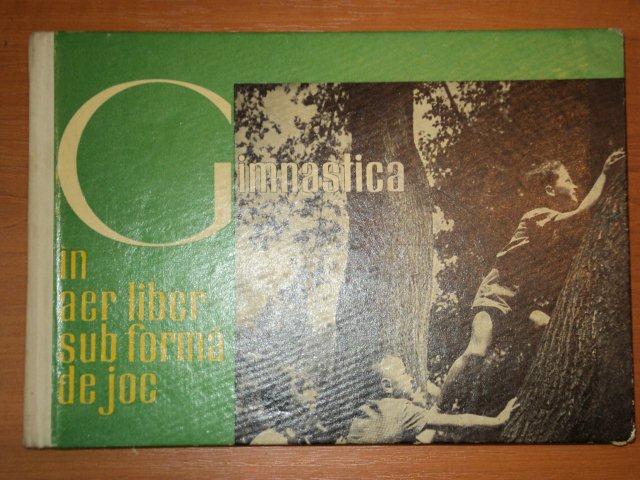 Gimnastica
in
aer liber
sub formă
de joc